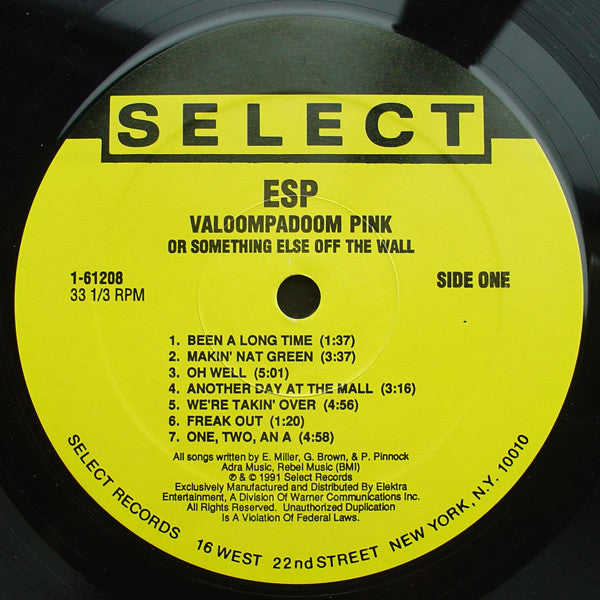 SELECT
ESP
VALOOMPADOOM PINK
OR SOMETHING ELSE OFF THE WALL
1-61208
33 1/3 RPM
SIDE ONE
1. BEEN A LONG TIME (1:37)
2. MAKIN' NAT GREEN (3:37)
3. OH WELL (5:01)
4. ANOTHER DAY AT THE MALL (3:16)
5. WE'RE TAKIN' OVER (4:56)
6. FREAK OUT (1:20)
7. ONE, TWO, AN A (4:58)
All songs written by E. Miller, G. Brown, & P. Pinnock
Adra Music, Rebel Music (BMI)
℗ & © 1991 Select Records
Exclusively Manufactured and Distributed By Elektra
Entertainment, A Division Of Warner Communications Inc.
All Rights Reserved. Unauthorized Duplication
Is A Violation Of Federal Laws.
SELECT RECORDS 16 WEST 22nd STREET NEW YORK, N.Y. 10010